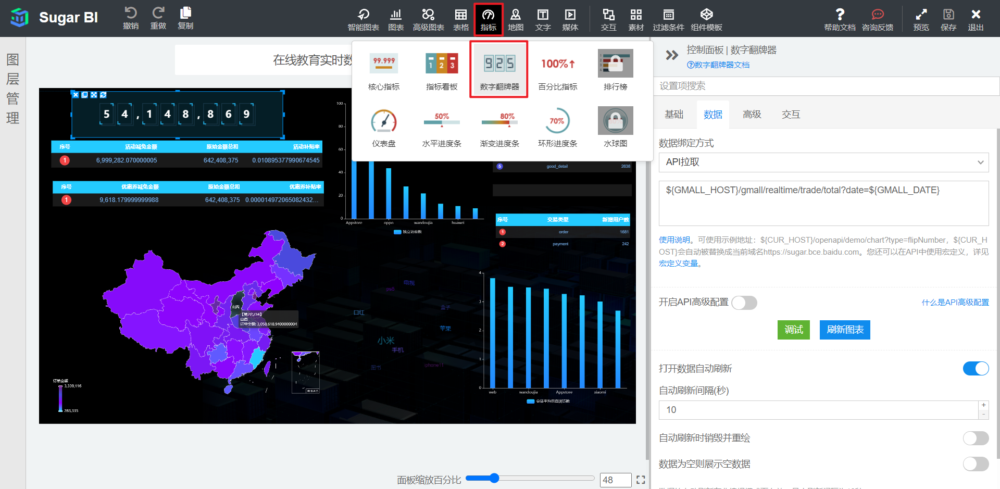 Sugar BI
撤销
重做
复制
智能图表
图表
高级图表
表格
指标
地图
文字
媒体
交互
素材
过滤条件
组件模板
帮助文档
咨询反馈
预览
保存
退出
图层管理
在线教育实时数
99.999
核心指标
1 2 3
指标看板
925
数字翻牌器
100%↑
百分比指标
排行榜
仪表盘
50%
水平进度条
80%
渐变进度条
70%
环形进度条
水球图
54,148,869
序号 活动减免金额 原始金额总和 活动补贴率
1 6,999,282.070000005 642,408,375 0.010895377990674545
序号 优惠券减免金额 原始金额总和 优惠券补贴率
1 9,618.179999999988 642,408,375 0.000014972065082432...
100
80
60
40
20
0
Appstore oppo wandoujia huawei
独立访客数
5 good_detail 2638
序号 交易类型 新增用户数
1 order 1681
2 payment 242
山西
【第2名/34】
山西
订单金额: 3,058,618.9400000004
订单金额
3,339,116
283,335
电视
ps5
盒子
口红
苹果
小米
手机
图书
iphone11
4
3
2
1
0
web wandoujia Appstore xiaomi
会话平均页面浏览数
面板缩放百分比
48
控制面板 | 数字翻牌器
数字翻牌器文档
设置项搜索
基础 数据 高级 交互
数据绑定方式
API拉取
${GMALL_HOST}/gmall/realtime/trade/total?date=${GMALL_DATE}
使用说明。可使用示例地址：${CUR_HOST}/openapi/demo/chart?type=flipNumber，${CUR_H
OST}会自动被替换成当前域名https://sugar.bce.baidu.com。您还可以在API中使用宏定义，详见
宏定义变量。
开启API高级配置
什么是API高级配置
调试
刷新图表
打开数据自动刷新
自动刷新间隔(秒)
10
+
-
自动刷新时销毁并重绘
数据为空则展示空数据